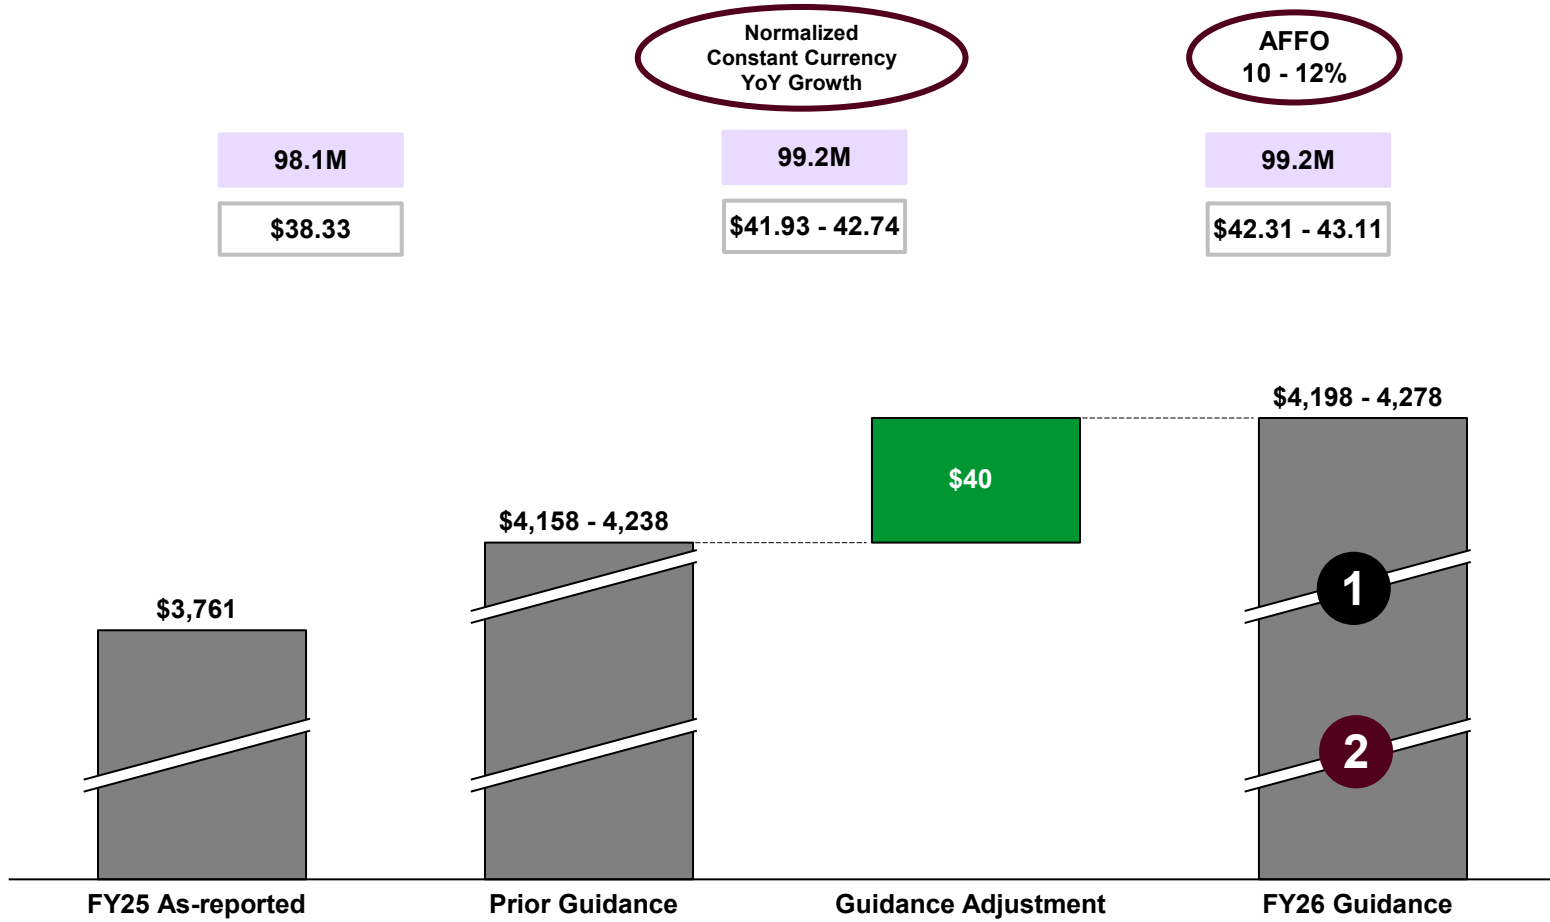 Normalized
Constant Currency
YoY Growth
AFFO
10 - 12%
98.1M
99.2M
99.2M
$38.33
$41.93 - 42.74
$42.31 - 43.11
$4,198 - 4,278
$40
$4,158 - 4,238
1
$3,761
2
FY25 As-reported
Prior Guidance
Guidance Adjustment
FY26 Guidance